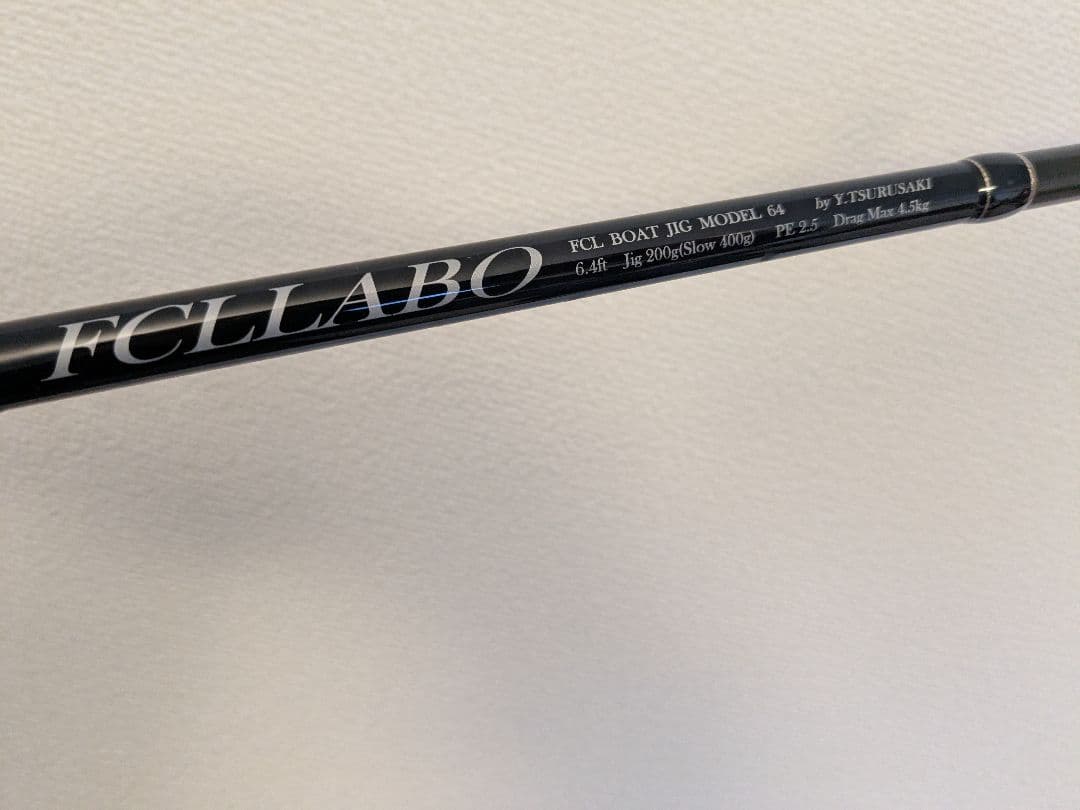 FCLLABO
FCL BOAT JIG MODEL 64 by Y.TSURUSAKI
6.4ft Jig 200g(Slow 400g) PE 2.5 Drag Max 4.5kg